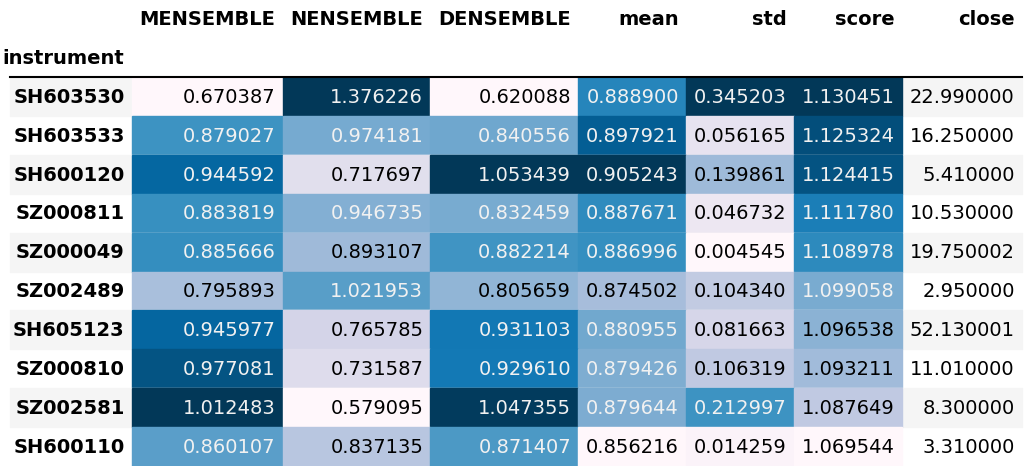 MENSEMBLE NENSEMBLE DENSEMBLE mean std score close
instrument
SH603530 0.670387 1.376226 0.620088 0.888900 0.345203 1.130451 22.990000
SH603533 0.879027 0.974181 0.840556 0.897921 0.056165 1.125324 16.250000
SH600120 0.944592 0.717697 1.053439 0.905243 0.139861 1.124415 5.410000
SZ000811 0.883819 0.946735 0.832459 0.887671 0.046732 1.111780 10.530000
SZ000049 0.885666 0.893107 0.882214 0.886996 0.004545 1.108978 19.750002
SZ002489 0.795893 1.021953 0.805659 0.874502 0.104340 1.099058 2.950000
SH605123 0.945977 0.765785 0.931103 0.880955 0.081663 1.096538 52.130001
SZ000810 0.977081 0.731587 0.929610 0.879426 0.106319 1.093211 11.010000
SZ002581 1.012483 0.579095 1.047355 0.879644 0.212997 1.087649 8.300000
SH600110 0.860107 0.837135 0.871407 0.856216 0.014259 1.069544 3.310000